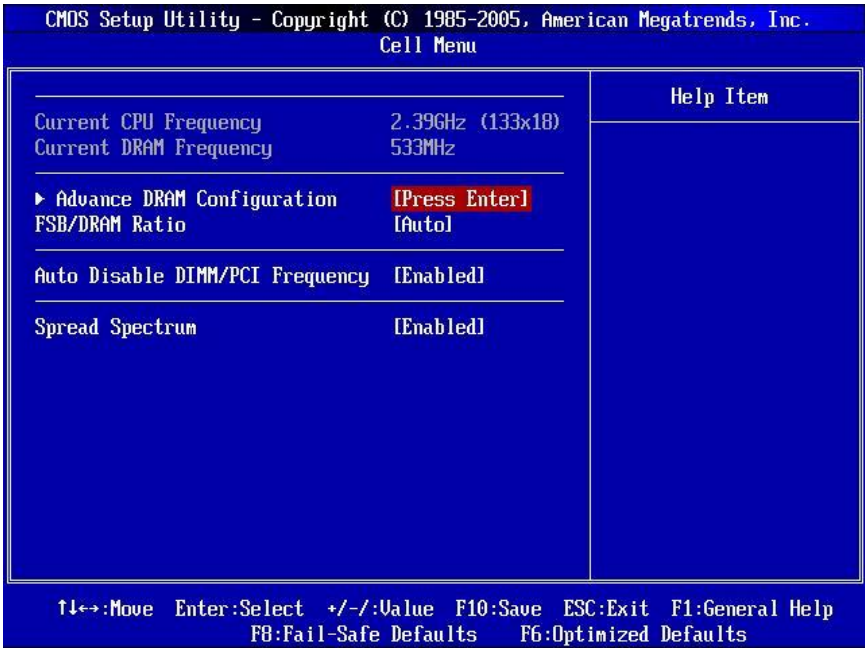 CMOS Setup Utility - Copyright (C) 1985-2005, American Megatrends, Inc.
Cell Menu
Help Item
Current CPU Frequency 2.39GHz (133x18)
Current DRAM Frequency 533MHz
Advance DRAM Configuration [Press Enter]
FSB/DRAM Ratio [Auto]
Auto Disable DIMM/PCI Frequency [Enabled]
Spread Spectrum [Enabled]
↑↓←→:Move Enter:Select +/-/:Value F10:Save ESC:Exit F1:General Help
F8:Fail-Safe Defaults F6:Optimized Defaults